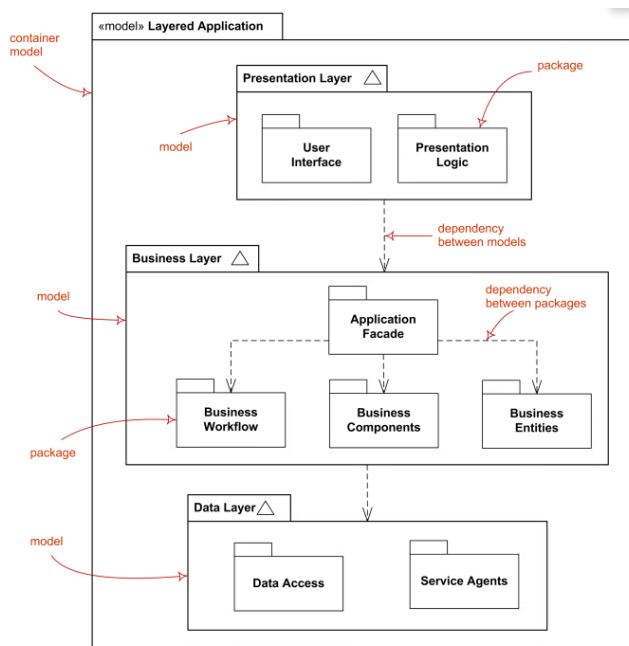 «model» Layered Application
container
model
Presentation Layer
package
model
User
Interface
Presentation
Logic
dependency
between models
Business Layer
model
dependency
between packages
Application
Facade
Business
Workflow
Business
Components
Business
Entities
package
Data Layer
model
Data Access
Service Agents